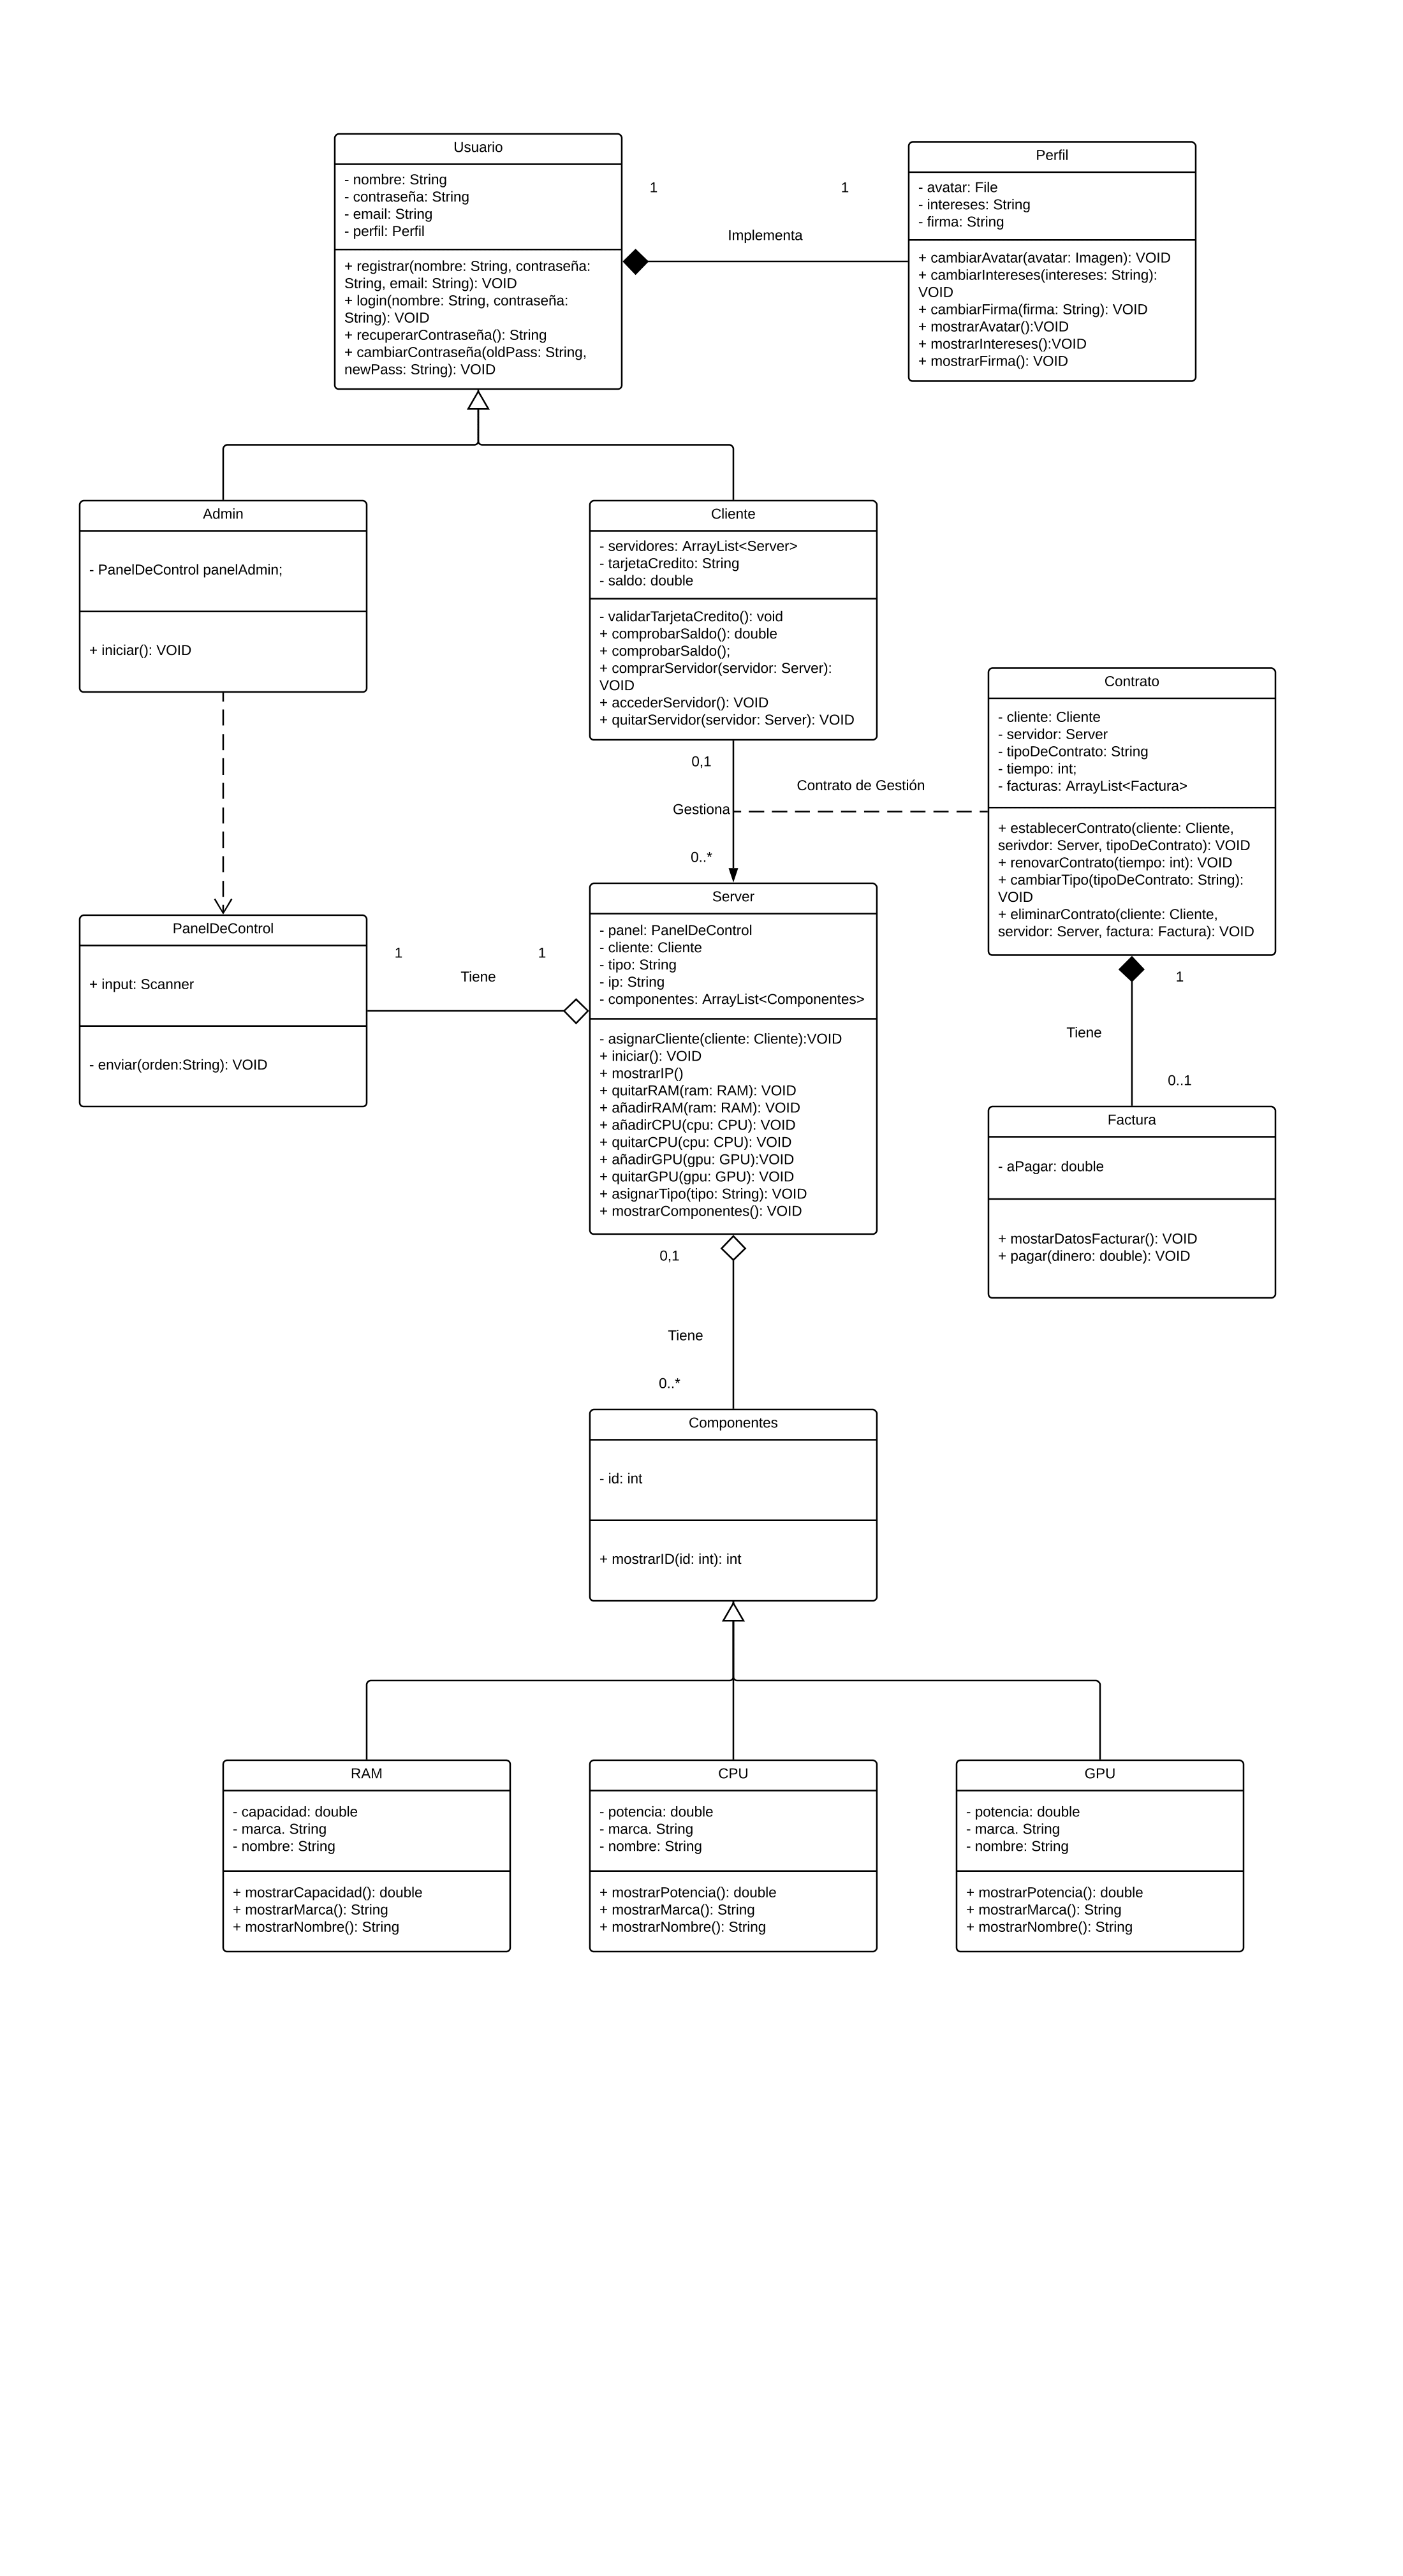 Usuario
- nombre: String
- contraseña: String
- email: String
- perfil: Perfil
+ registrar(nombre: String, contraseña:
String, email: String): VOID
+ login(nombre: String, contraseña:
String): VOID
+ recuperarContraseña(): String
+ cambiarContraseña(oldPass: String,
newPass: String): VOID
1
1
Implementa
Perfil
- avatar: File
- intereses: String
- firma: String
+ cambiarAvatar(avatar: Imagen): VOID
+ cambiarIntereses(intereses: String):
VOID
+ cambiarFirma(firma: String): VOID
+ mostrarAvatar():VOID
+ mostrarIntereses():VOID
+ mostrarFirma(): VOID
Admin
- PanelDeControl panelAdmin;
+ iniciar(): VOID
Cliente
- servidores: ArrayList<Server>
- tarjetaCredito: String
- saldo: double
- validarTarjetaCredito(): void
+ comprobarSaldo(): double
+ comprobarSaldo();
+ comprarServidor(servidor: Server):
VOID
+ accederServidor(): VOID
+ quitarServidor(servidor: Server): VOID
0,1
Gestiona
0..*
Contrato de Gestión
Contrato
- cliente: Cliente
- servidor: Server
- tipoDeContrato: String
- tiempo: int;
- facturas: ArrayList<Factura>
+ establecerContrato(cliente: Cliente,
serivdor: Server, tipoDeContrato): VOID
+ renovarContrato(tiempo: int): VOID
+ cambiarTipo(tipoDeContrato: String):
VOID
+ eliminarContrato(cliente: Cliente,
servidor: Server, factura: Factura): VOID
PanelDeControl
+ input: Scanner
- enviar(orden:String): VOID
1
1
Tiene
Server
- panel: PanelDeControl
- cliente: Cliente
- tipo: String
- ip: String
- componentes: ArrayList<Componentes>
- asignarCliente(cliente: Cliente):VOID
+ iniciar(): VOID
+ mostrarIP()
+ quitarRAM(ram: RAM): VOID
+ añadirRAM(ram: RAM): VOID
+ añadirCPU(cpu: CPU): VOID
+ quitarCPU(cpu: CPU): VOID
+ añadirGPU(gpu: GPU):VOID
+ quitarGPU(gpu: GPU): VOID
+ asignarTipo(tipo: String): VOID
+ mostrarComponentes(): VOID
1
Tiene
0..1
Factura
- aPagar: double
+ mostarDatosFacturar(): VOID
+ pagar(dinero: double): VOID
0,1
Tiene
0..*
Componentes
- id: int
+ mostrarID(id: int): int
RAM
- capacidad: double
- marca. String
- nombre: String
+ mostrarCapacidad(): double
+ mostrarMarca(): String
+ mostrarNombre(): String
CPU
- potencia: double
- marca. String
- nombre: String
+ mostrarPotencia(): double
+ mostrarMarca(): String
+ mostrarNombre(): String
GPU
- potencia: double
- marca. String
- nombre: String
+ mostrarPotencia(): double
+ mostrarMarca(): String
+ mostrarNombre(): String